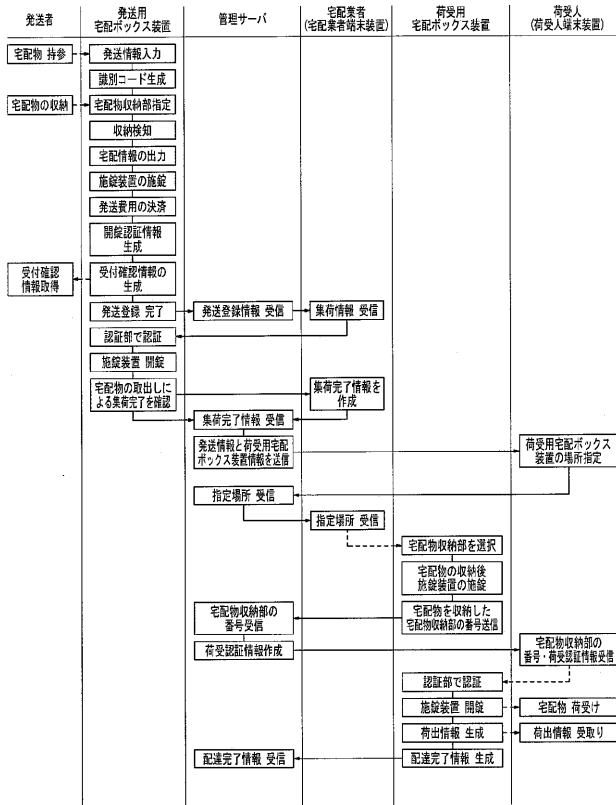 発送者
発送用
宅配ボックス装置
管理サーバ
宅配業者
(宅配業者端末装置)
荷受用
宅配ボックス装置
荷受人
(荷受人端末装置)
宅配物 持参
発送情報入力
識別コード生成
宅配物の収納
宅配物収納部指定
収納検知
宅配情報の出力
施錠装置の施錠
発送費用の決済
開錠認証情報
生成
受付確認
情報取得
受付確認情報の
生成
発送登録 完了
発送登録情報 受信
集荷情報 受信
認証部で認証
施錠装置 開錠
宅配物の取出しに
よる集荷完了を確認
集荷完了情報を
作成
集荷完了情報 受信
発送情報と荷受用宅配
ボックス装置情報を送信
荷受用宅配ボックス
装置の場所指定
指定場所 受信
指定場所 受信
宅配物収納部を選択
宅配物の収納後
施錠装置の施錠
宅配物収納部の
番号受信
宅配物を収納した
宅配物収納部の番号送信
荷受認証情報作成
宅配物収納部の
番号・荷受認証情報受信
認証部で認証
施錠装置 開錠
宅配物 荷受け
荷出情報 生成
荷出情報 受取り
配達完了情報 受信
配達完了情報 生成